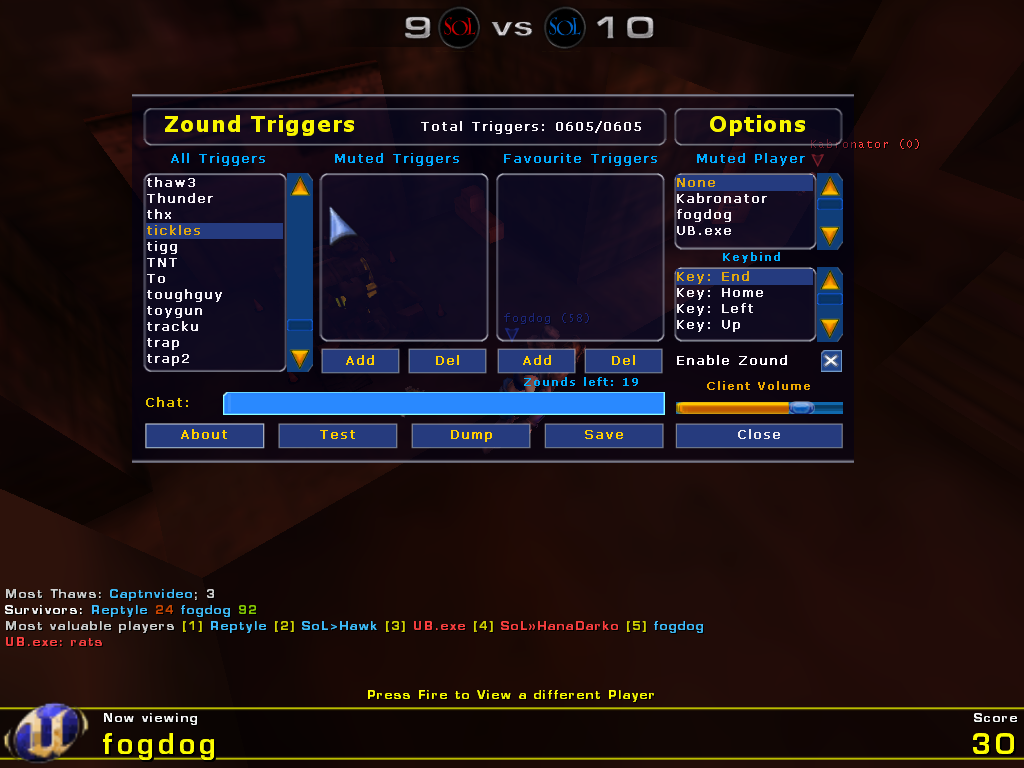 9 SOL vs SOL 10
Zound Triggers
Total Triggers: 0605/0605
Options
Kabronator (0)
All Triggers
Muted Triggers
Favourite Triggers
Muted Player
thaw3
Thunder
thx
tickles
tigg
TNT
To
toughguy
toygun
tracku
trap
trap2
None
Kabronator
fogdog
UB.exe
Keybind
Key: End
Key: Home
Key: Left
Key: Up
fogdog (58)
Add
Del
Add
Del
Enable Zound
Zounds left: 19
Client Volume
Chat:
About
Test
Dump
Save
Close
Most Thaws: Captnvideo; 3
Survivors: Reptyle 24 fogdog 92
Most valuable players [1] Reptyle [2] SoL>Hawk [3] UB.exe [4] SoL»HanaDarko [5] fogdog
UB.exe: rats
Press Fire to View a different Player
Now viewing
fogdog
Score
30